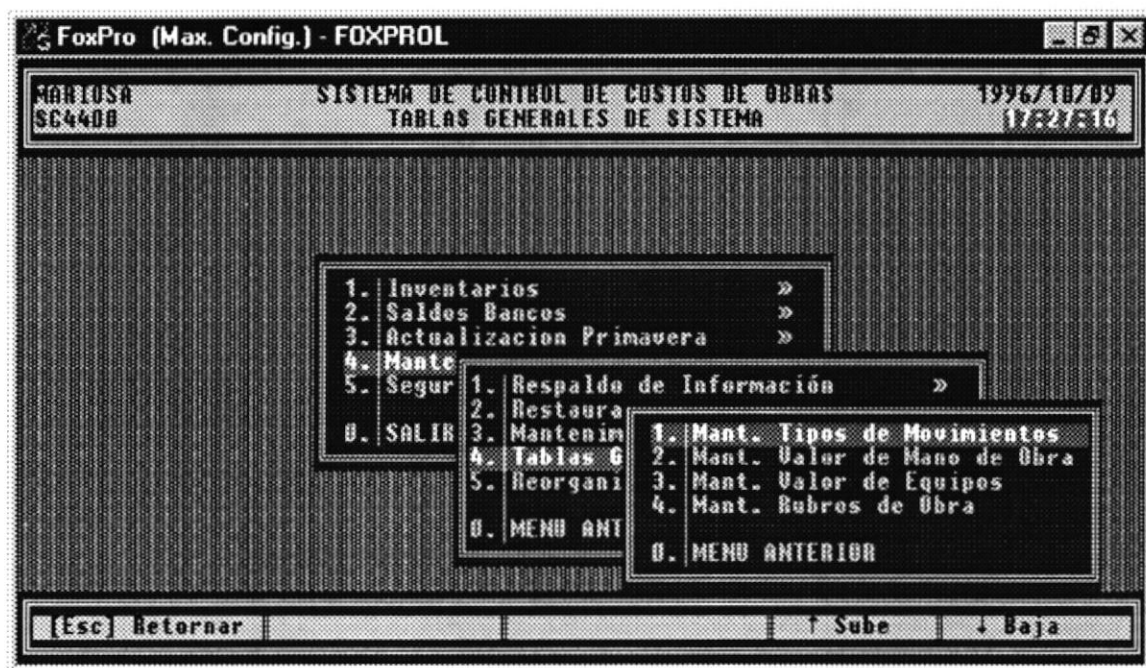 FoxPro (Max. Config.) - FOXPROL
MARIOSA SISTEMA DE CONTROL DE COSTOS DE OBRAS 1996/10/09
SC4400 TABLAS GENERALES DE SISTEMA 17:27:16
1. Inventarios »
2. Saldos Bancos »
3. Actualizacion Primavera »
4. Mante
5. Segur
0. SALIR
1. Respaldo de Información »
2. Restaura
3. Mantenim
4. Tablas G
5. Reorgani
0. MENU ANT
1. Mant. Tipos de Movimientos
2. Mant. Valor de Mano de Obra
3. Mant. Valor de Equipos
4. Mant. Rubros de Obra
0. MENU ANTERIOR
[Esc] Retornar ↑ Sube ↓ Baja